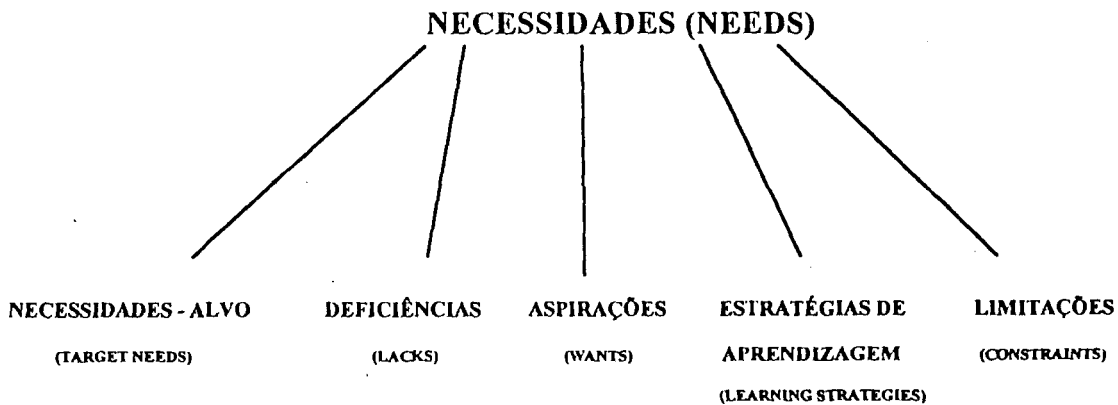 NECESSIDADES (NEEDS)
NECESSIDADES - ALVO
(TARGET NEEDS)
DEFICIÊNCIAS
(LACKS)
ASPIRAÇÕES
(WANTS)
ESTRATÉGIAS DE
APRENDIZAGEM
(LEARNING STRATEGIES)
LIMITAÇÕES
(CONSTRAINTS)